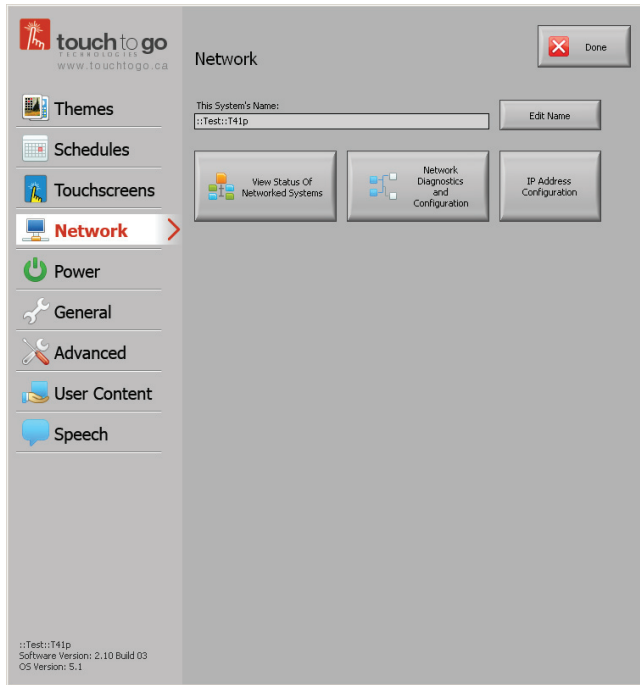 touch to go
TECHNOLOGIES
www.touchtogo.ca
Network
Done
Themes
Schedules
Touchscreens
Network
Power
General
Advanced
User Content
Speech
This System's Name:
::Test::T41p
Edit Name
View Status Of
Networked Systems
Network
Diagnostics
and
Configuration
IP Address
Configuration
::Test::T41p
Software Version: 2.10 Build 03
OS Version: 5.1